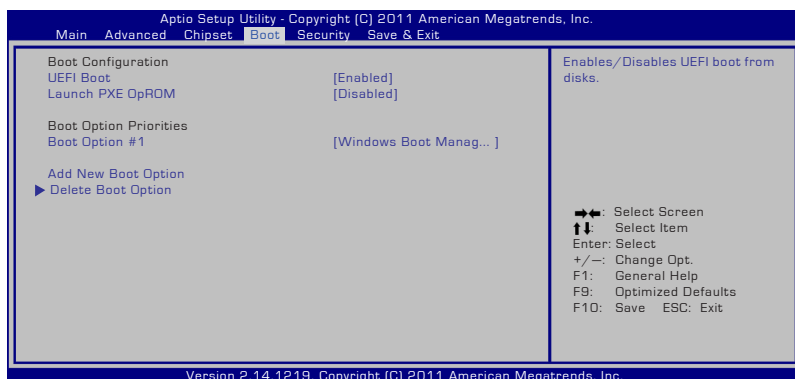 Aptio Setup Utility - Copyright (C) 2011 American Megatrends, Inc.
Main Advanced Chipset Boot Security Save & Exit
Boot Configuration
UEFI Boot [Enabled]
Launch PXE OpROM [Disabled]
Boot Option Priorities
Boot Option #1 [Windows Boot Manag... ]
Add New Boot Option
Delete Boot Option
Enables/Disables UEFI boot from
disks.
: Select Screen
: Select Item
Enter: Select
+/—: Change Opt.
F1: General Help
F9: Optimized Defaults
F10: Save ESC: Exit
Version 2.14.1219. Copyright (C) 2011 American Megatrends, Inc.